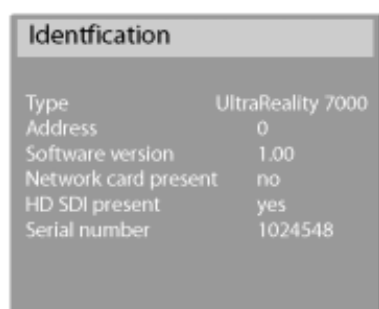 Identfication
Type UltraReality 7000
Address 0
Software version 1.00
Network card present no
HD SDI present yes
Serial number 1024548